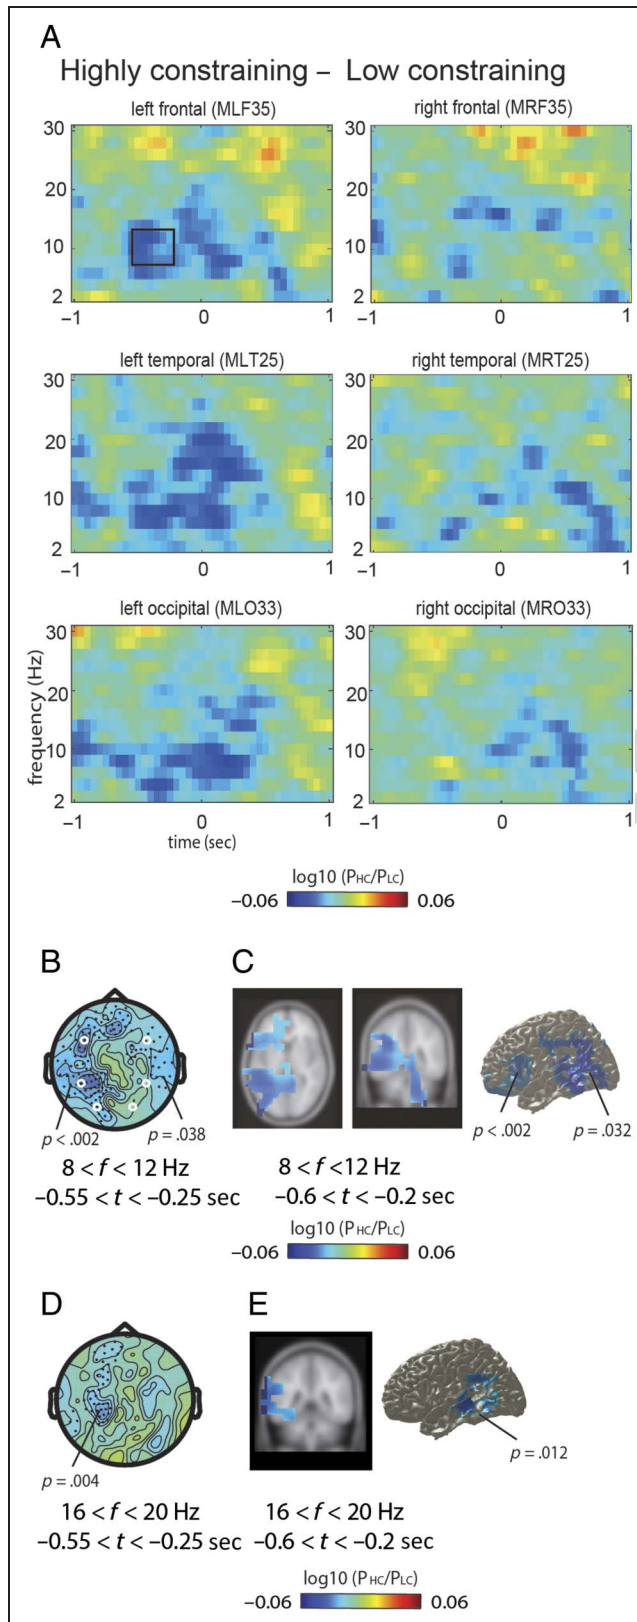 A
Highly constraining – Low constraining
left frontal (MLF35)
right frontal (MRF35)
30
20
10
2
−1
0
1
30
20
10
2
−1
0
1
left temporal (MLT25)
right temporal (MRT25)
30
20
10
2
−1
0
1
30
20
10
2
−1
0
1
left occipital (MLO33)
right occipital (MRO33)
frequency (Hz)
30
20
10
2
−1
0
1
time (sec)
30
20
10
2
−1
0
1
log10 (PHC/PLC)
−0.06
0.06
B
C
p < .002
p = .038
p <.002
p = .032
8 < f < 12 Hz
−0.55 < t < −0.25 sec
8 < f <12 Hz
−0.6 < t < −0.2 sec
log10 (PHC/PLC)
−0.06
0.06
D
E
p = .004
p = .012
16 < f < 20 Hz
−0.55 < t < −0.25 sec
16 < f < 20 Hz
−0.6 < t < −0.2 sec
log10 (PHC/PLC)
−0.06
0.06